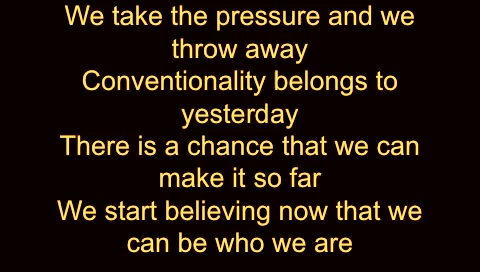 We take the pressure and we
throw away
Conventionality belongs to
yesterday
There is a chance that we can
make it so far
We start believing now that we
can be who we are